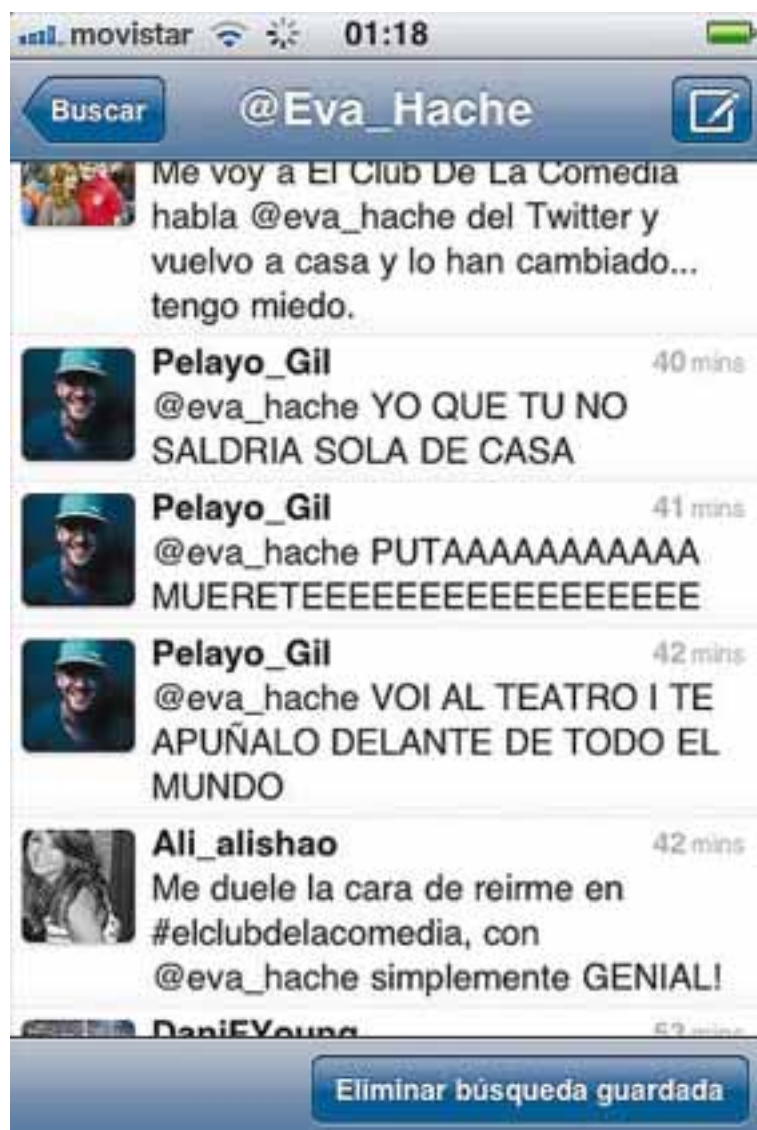 movistar 01:18
Buscar @Eva_Hache
Me voy a El Club De La Comedia
habla @eva_hache del Twitter y
vuelvo a casa y lo han cambiado...
tengo miedo.
Pelayo_Gil 40 mins
@eva_hache YO QUE TU NO
SALDRIA SOLA DE CASA
Pelayo_Gil 41 mins
@eva_hache PUTAAAAAAAAAAA
MUERETEEEEEEEEEEEEEEEEEE
Pelayo_Gil 42 mins
@eva_hache VOI AL TEATRO I TE
APUÑALO DELANTE DE TODO EL
MUNDO
Ali_alishao 42 mins
Me duele la cara de reirme en
#elclubdelacomedia, con
@eva_hache simplemente GENIAL!
DaniEYoung 53 mins
Eliminar búsqueda guardada